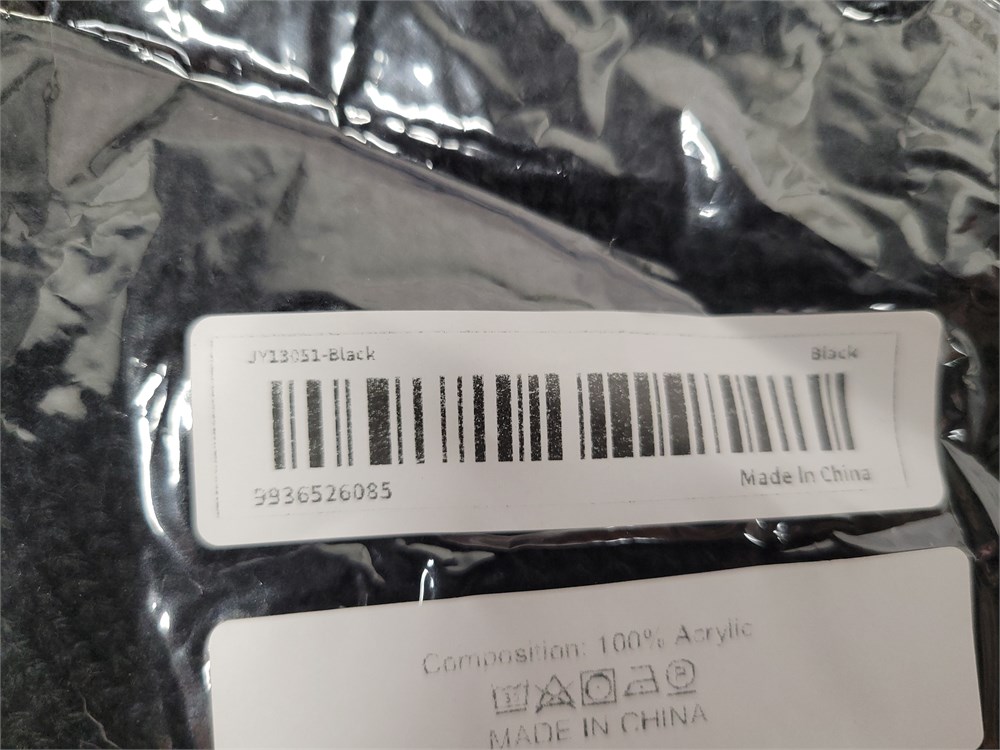 JY13051-Black
Black
9936526085
Made In China
Composition: 100% Acrylic
MADE IN CHINA